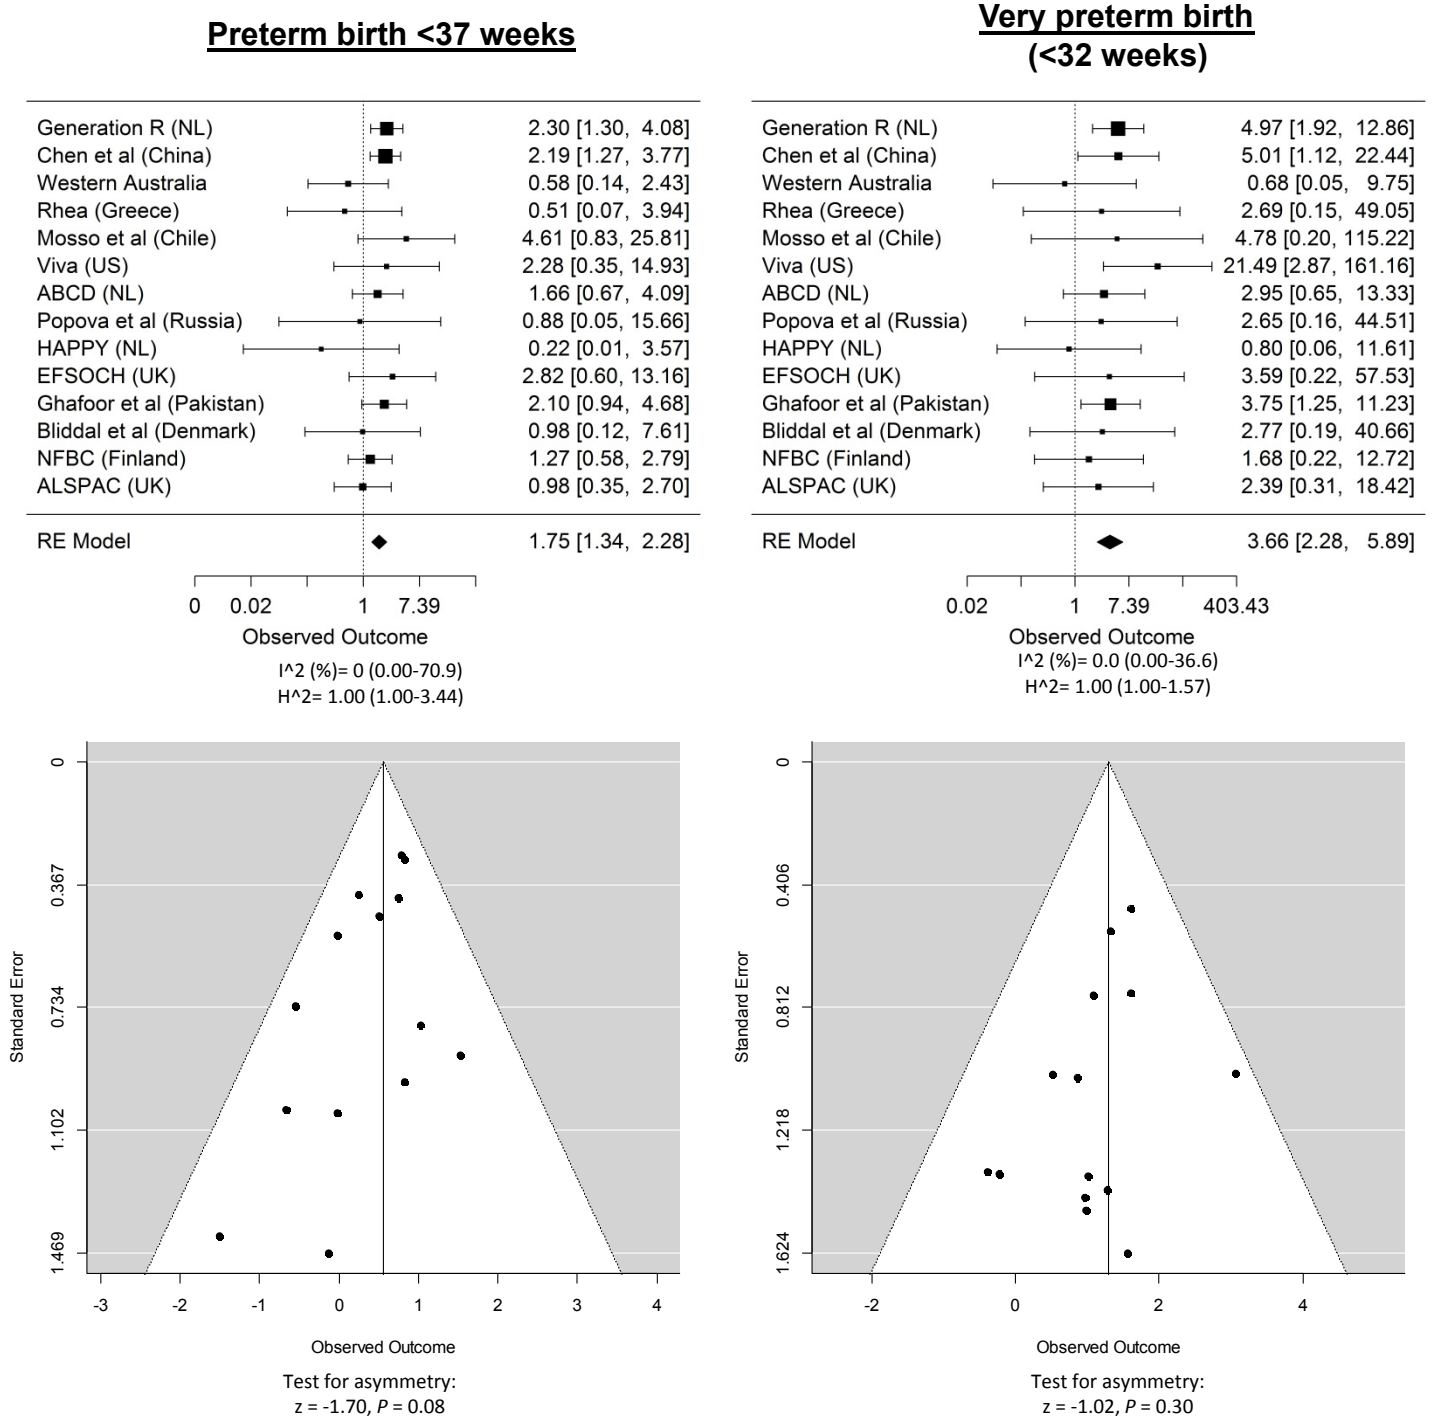 Preterm birth <37 weeks
Generation R (NL) 2.30 [1.30, 4.08]
Chen et al (China) 2.19 [1.27, 3.77]
Western Australia 0.58 [0.14, 2.43]
Rhea (Greece) 0.51 [0.07, 3.94]
Mosso et al (Chile) 4.61 [0.83, 25.81]
Viva (US) 2.28 [0.35, 14.93]
ABCD (NL) 1.66 [0.67, 4.09]
Popova et al (Russia) 0.88 [0.05, 15.66]
HAPPY (NL) 0.22 [0.01, 3.57]
EFSOCH (UK) 2.82 [0.60, 13.16]
Ghafoor et al (Pakistan) 2.10 [0.94, 4.68]
Bliddal et al (Denmark) 0.98 [0.12, 7.61]
NFBC (Finland) 1.27 [0.58, 2.79]
ALSPAC (UK) 0.98 [0.35, 2.70]
RE Model 1.75 [1.34, 2.28]
0 0.02 1 7.39
Observed Outcome
I^2 (%)= 0 (0.00-70.9)
H^2= 1.00 (1.00-3.44)
Very preterm birth
(<32 weeks)
Generation R (NL) 4.97 [1.92, 12.86]
Chen et al (China) 5.01 [1.12, 22.44]
Western Australia 0.68 [0.05, 9.75]
Rhea (Greece) 2.69 [0.15, 49.05]
Mosso et al (Chile) 4.78 [0.20, 115.22]
Viva (US) 21.49 [2.87, 161.16]
ABCD (NL) 2.95 [0.65, 13.33]
Popova et al (Russia) 2.65 [0.16, 44.51]
HAPPY (NL) 0.80 [0.06, 11.61]
EFSOCH (UK) 3.59 [0.22, 57.53]
Ghafoor et al (Pakistan) 3.75 [1.25, 11.23]
Bliddal et al (Denmark) 2.77 [0.19, 40.66]
NFBC (Finland) 1.68 [0.22, 12.72]
ALSPAC (UK) 2.39 [0.31, 18.42]
RE Model 3.66 [2.28, 5.89]
0.02 1 7.39 403.43
Observed Outcome
I^2 (%)= 0.0 (0.00-36.6)
H^2= 1.00 (1.00-1.57)
Standard Error
0
0.367
0.734
1.102
1.469
-3 -2 -1 0 1 2 3 4
Observed Outcome
Test for asymmetry:
z = -1.70, P = 0.08
Standard Error
0
0.406
0.812
1.218
1.624
-2 0 2 4
Observed Outcome
Test for asymmetry:
z = -1.02, P = 0.30